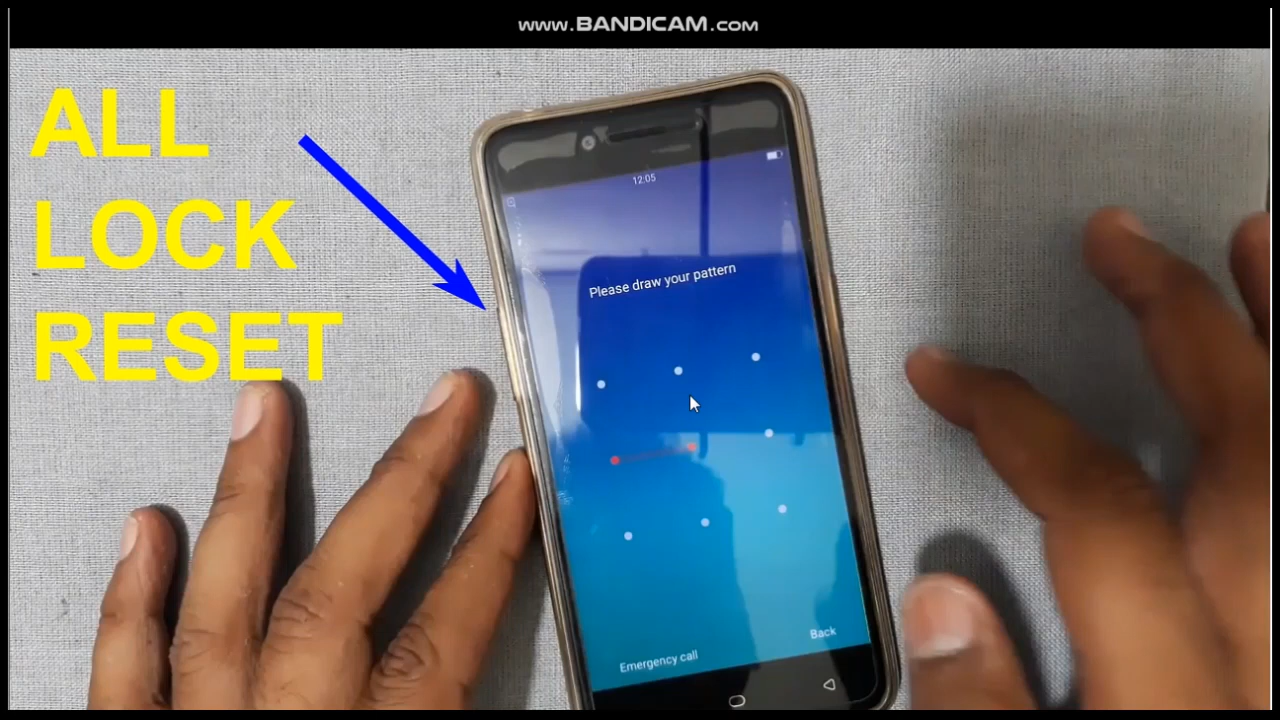 www.BANDICAM.com
ALL
LOCK
RESET
12:05
Please draw your pattern
Back
Emergency call